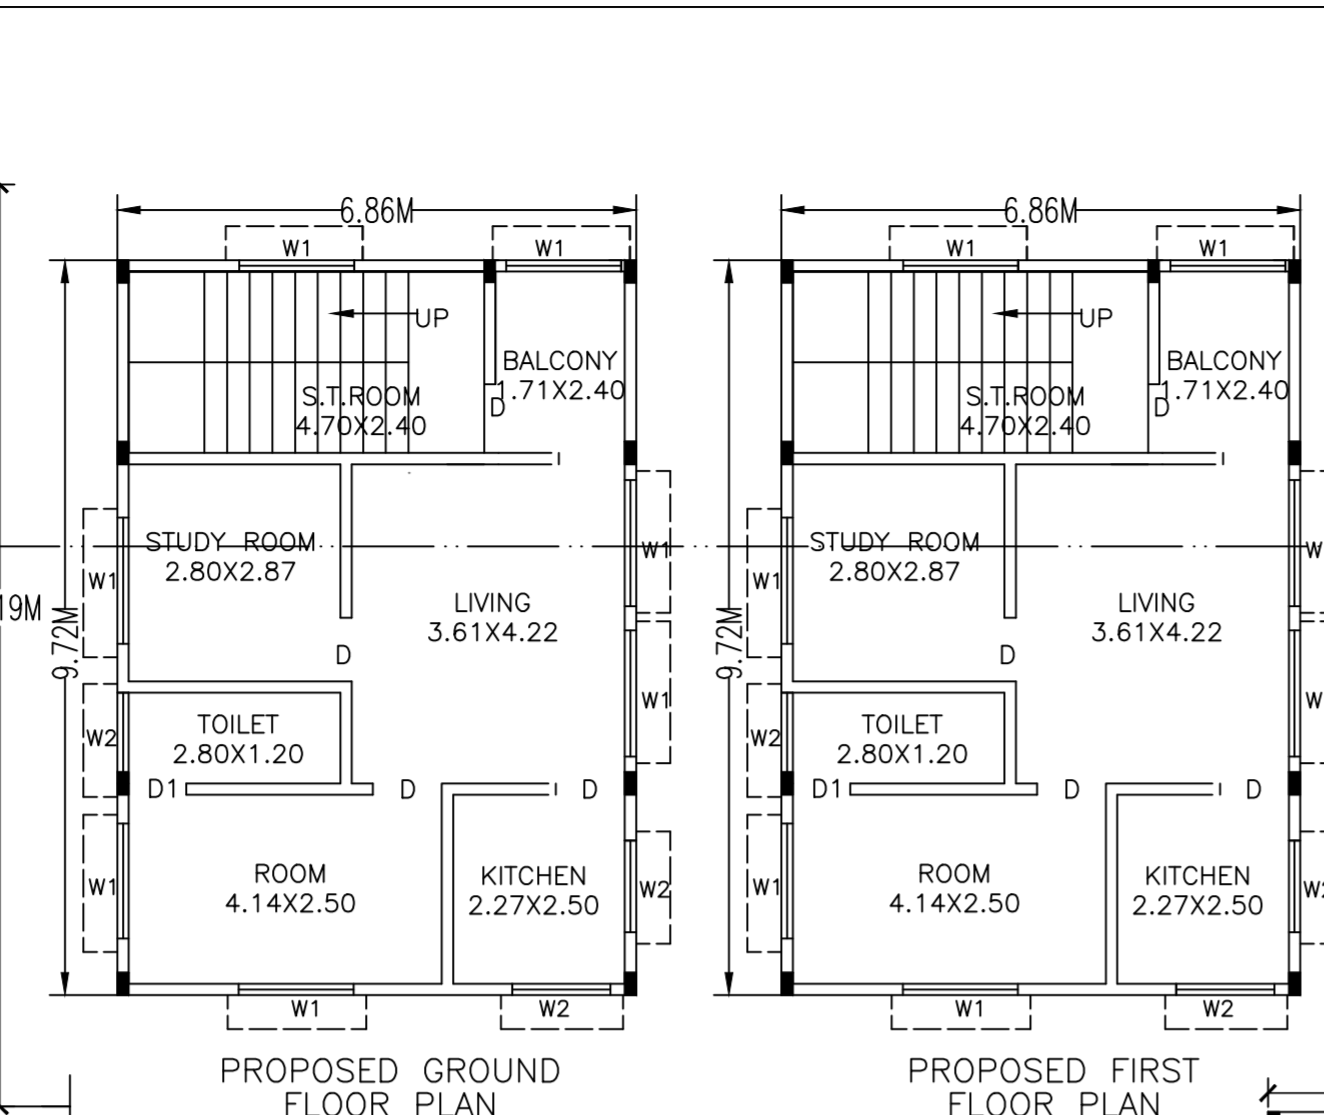 6.86M
W1
W1
UP
BALCONY
1.71X2.40
S.T.ROOM
4.70X2.40
D
STUDY ROOM
2.80X2.87
W1
W1
LIVING
3.61X4.22
19M
9.72M
D
W1
TOILET
2.80X1.20
W2
D1
D
D
ROOM
4.14X2.50
KITCHEN
2.27X2.50
W1
W2
W1
W2
PROPOSED GROUND
FLOOR PLAN
6.86M
W1
W1
UP
BALCONY
1.71X2.40
S.T.ROOM
4.70X2.40
D
STUDY ROOM
2.80X2.87
W1
W
LIVING
3.61X4.22
9.72M
D
W
TOILET
2.80X1.20
W2
D1
D
D
ROOM
4.14X2.50
KITCHEN
2.27X2.50
W1
W2
W1
W2
PROPOSED FIRST
FLOOR PLAN